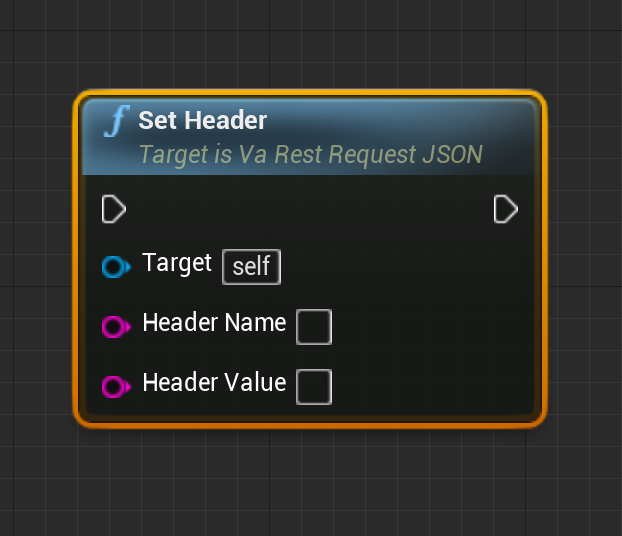 Set Header
Target is Va Rest Request JSON
Target self
Header Name
Header Value